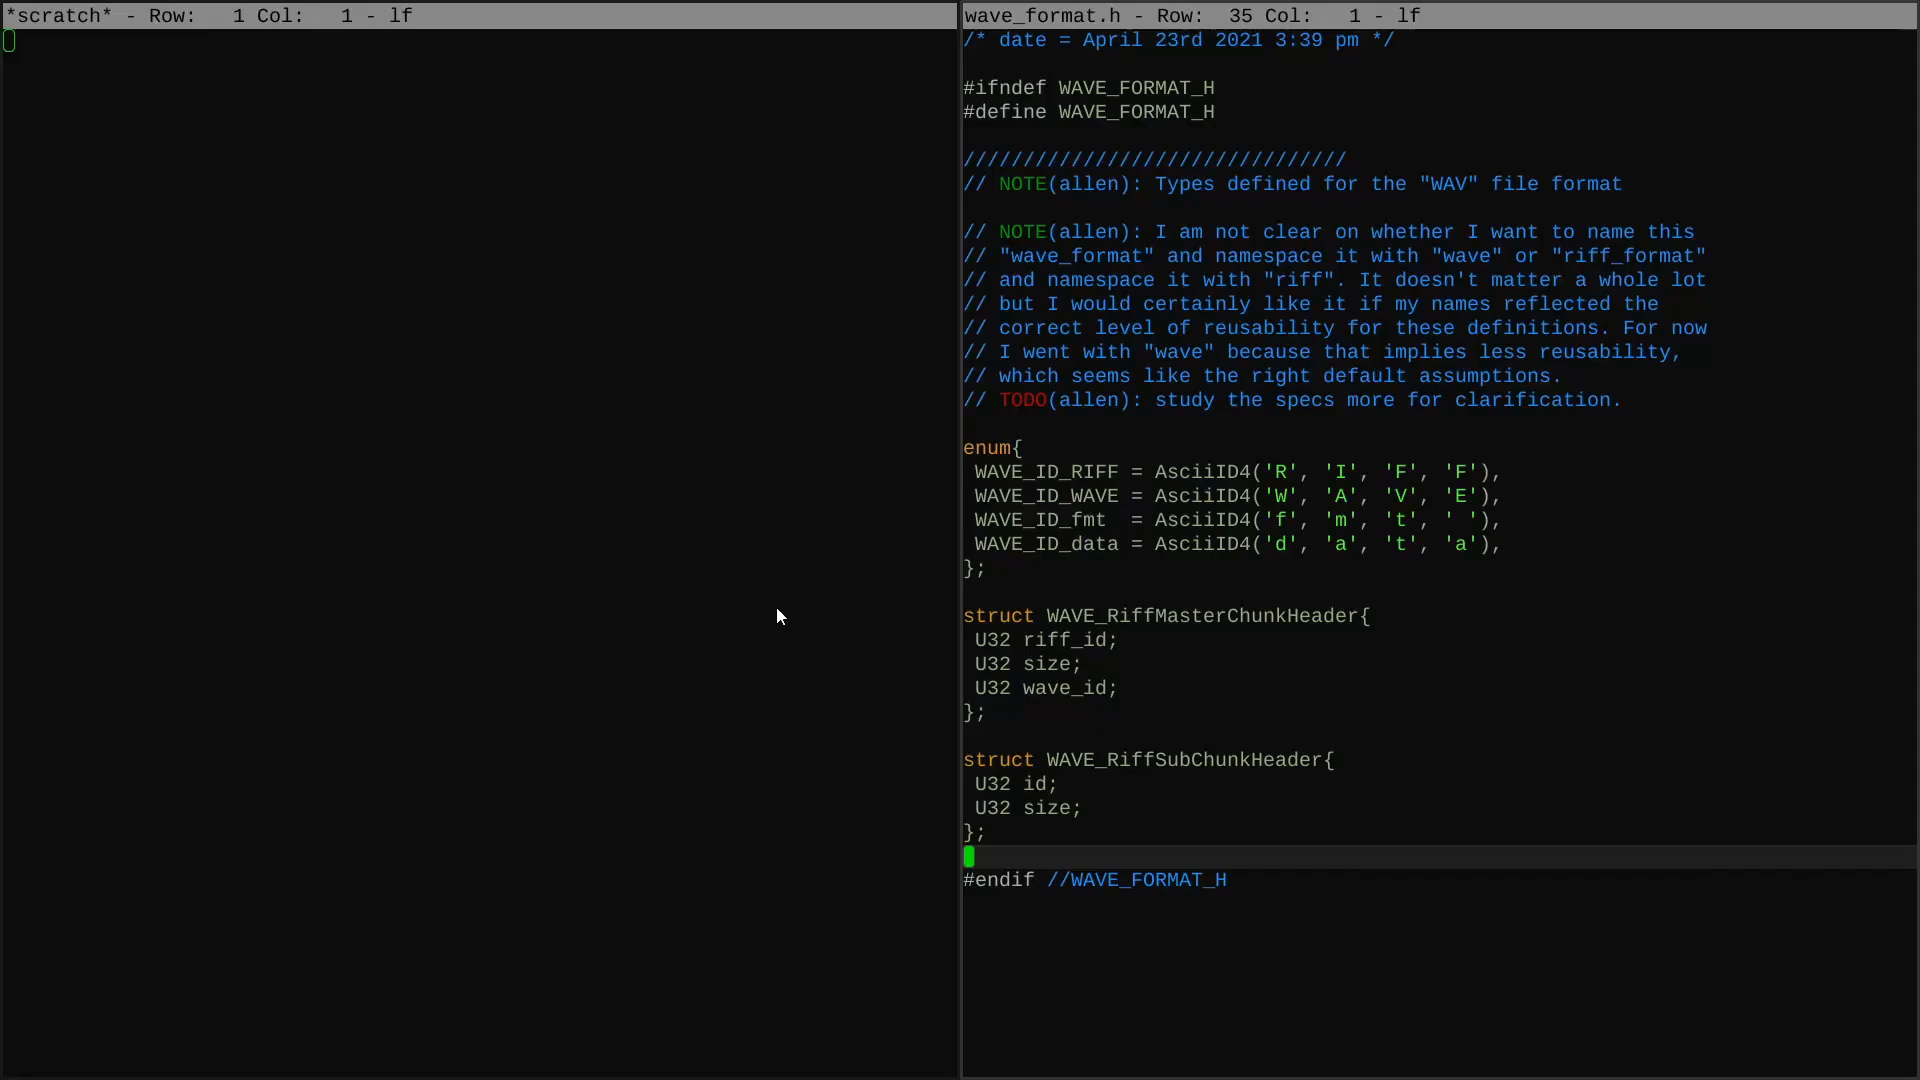 *scratch* - Row:   1 Col:   1 - lf
wave_format.h - Row:  35 Col:   1 - lf
/* date = April 23rd 2021 3:39 pm */
#ifndef WAVE_FORMAT_H
#define WAVE_FORMAT_H
////////////////////////////////
// NOTE(allen): Types defined for the "WAV" file format
// NOTE(allen): I am not clear on whether I want to name this
// "wave_format" and namespace it with "wave" or "riff_format"
// and namespace it with "riff". It doesn't matter a whole lot
// but I would certainly like it if my names reflected the
// correct level of reusability for these definitions. For now
// I went with "wave" because that implies less reusability,
// which seems like the right default assumptions.
// TODO(allen): study the specs more for clarification.
enum{
 WAVE_ID_RIFF = AsciiID4('R', 'I', 'F', 'F'),
 WAVE_ID_WAVE = AsciiID4('W', 'A', 'V', 'E'),
 WAVE_ID_fmt  = AsciiID4('f', 'm', 't', ' '),
 WAVE_ID_data = AsciiID4('d', 'a', 't', 'a'),
};
struct WAVE_RiffMasterChunkHeader{
 U32 riff_id;
 U32 size;
 U32 wave_id;
};
struct WAVE_RiffSubChunkHeader{
 U32 id;
 U32 size;
};
#endif //WAVE_FORMAT_H